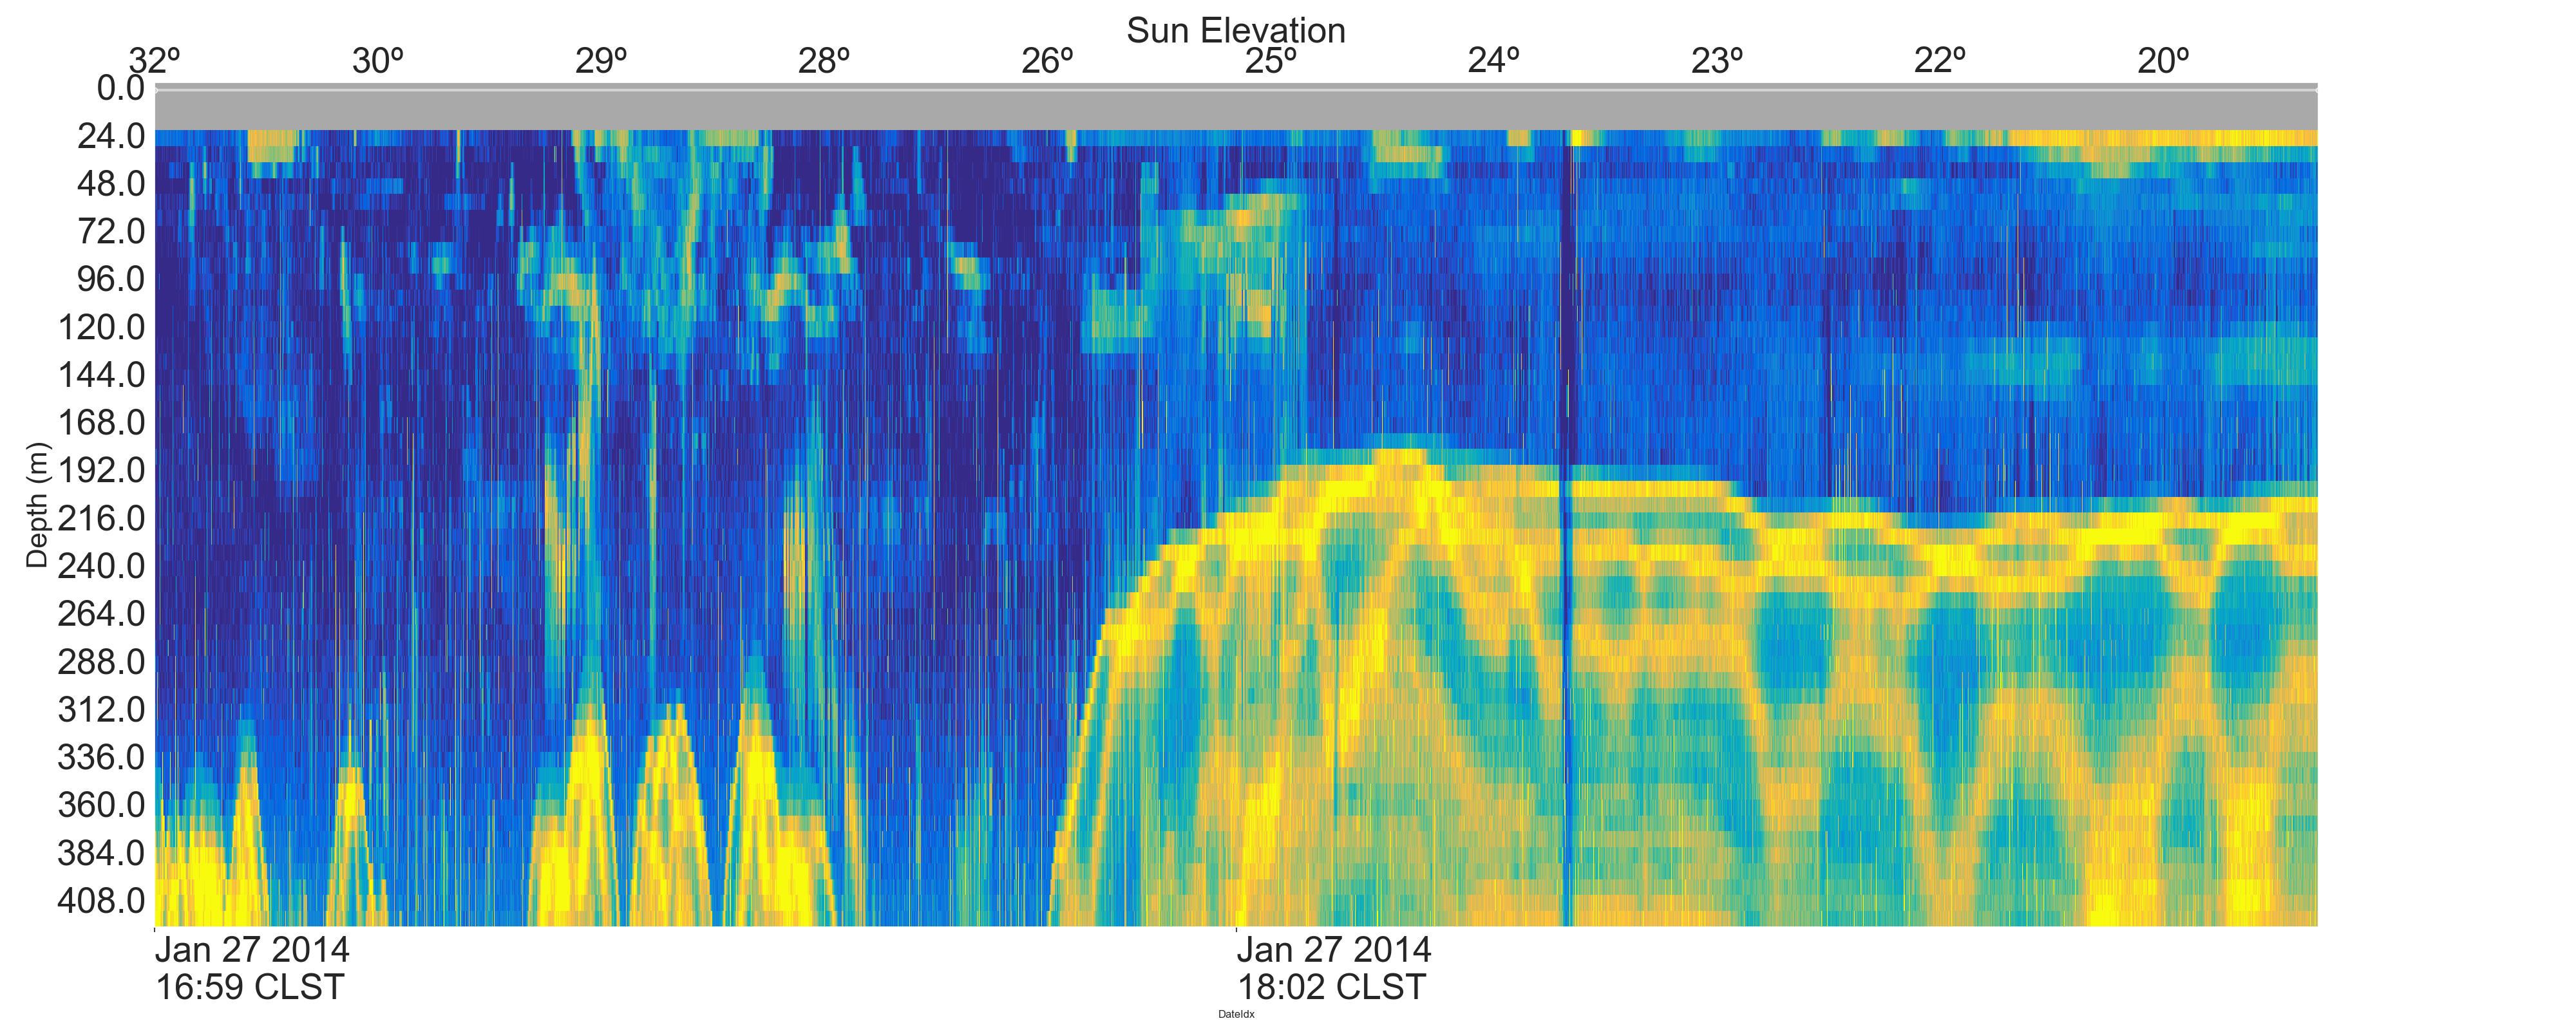 Sun Elevation
32º 30º 29º 28º 26º 25º 24º 23º 22º 20º
0.0
24.0
48.0
72.0
96.0
120.0
144.0
168.0
192.0
216.0
240.0
264.0
288.0
312.0
336.0
360.0
384.0
408.0
Depth (m)
Jan 27 2014
16:59 CLST
Jan 27 2014
18:02 CLST
DateIdx